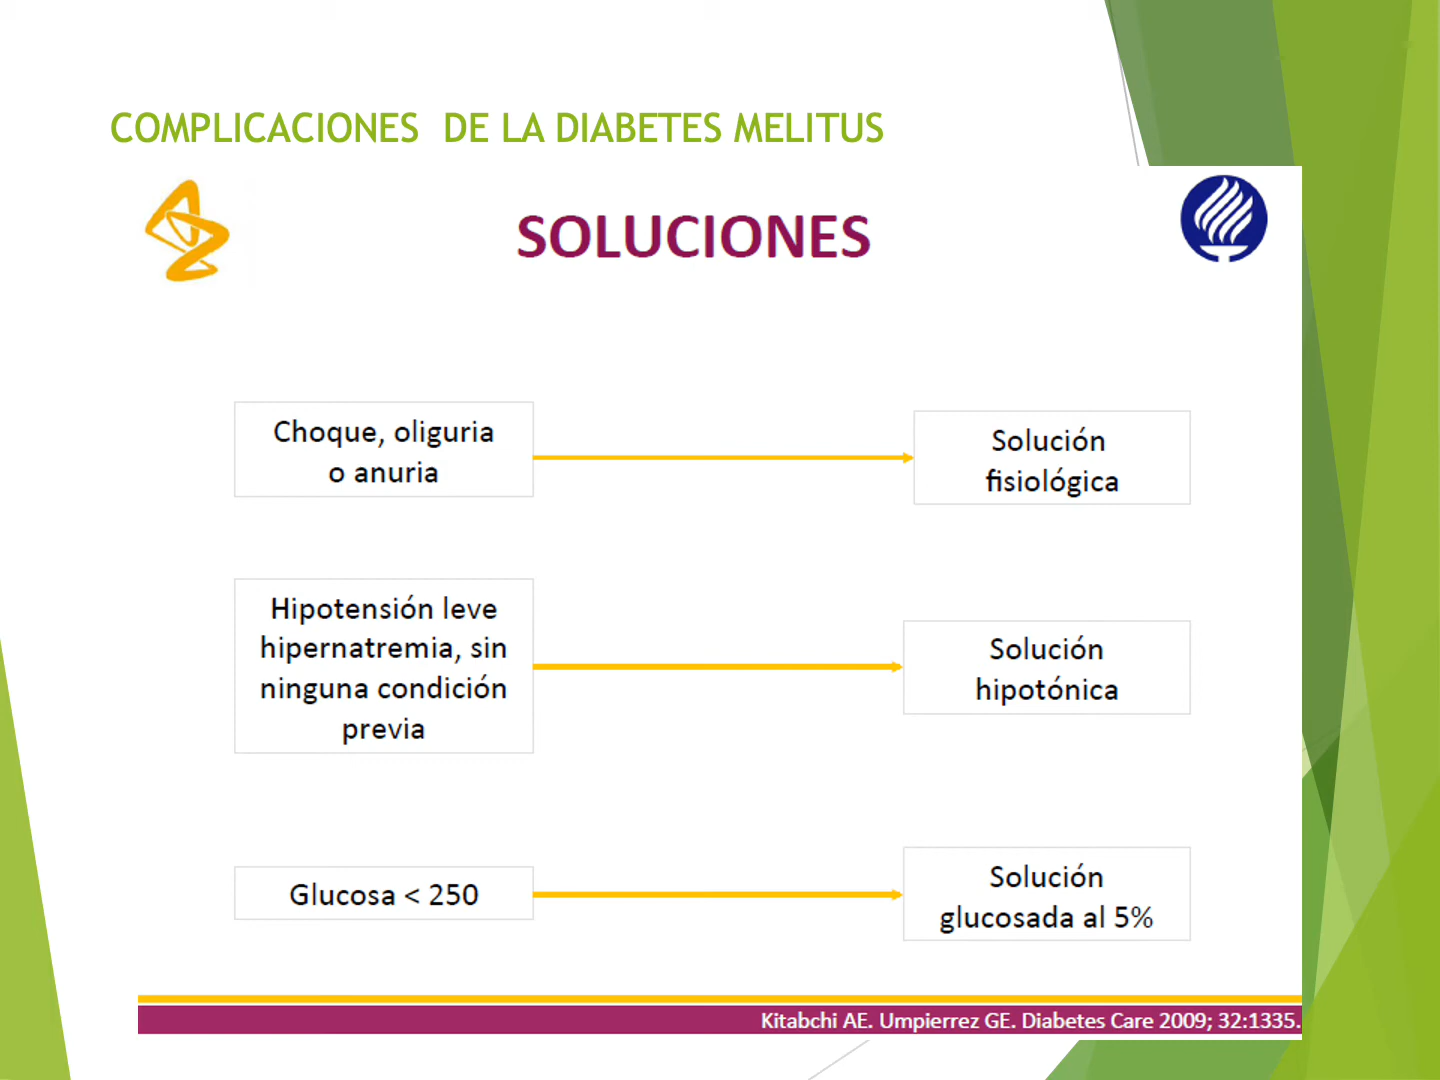 COMPLICACIONES DE LA DIABETES MELITUS
SOLUCIONES
Choque, oliguria
o anuria
Solución
fisiológica
Hipotensión leve
hipernatremia, sin
ninguna condición
previa
Solución
hipotónica
Glucosa < 250
Solución
glucosada al 5%
Kitabchi AE. Umpierrez GE. Diabetes Care 2009; 32:1335.